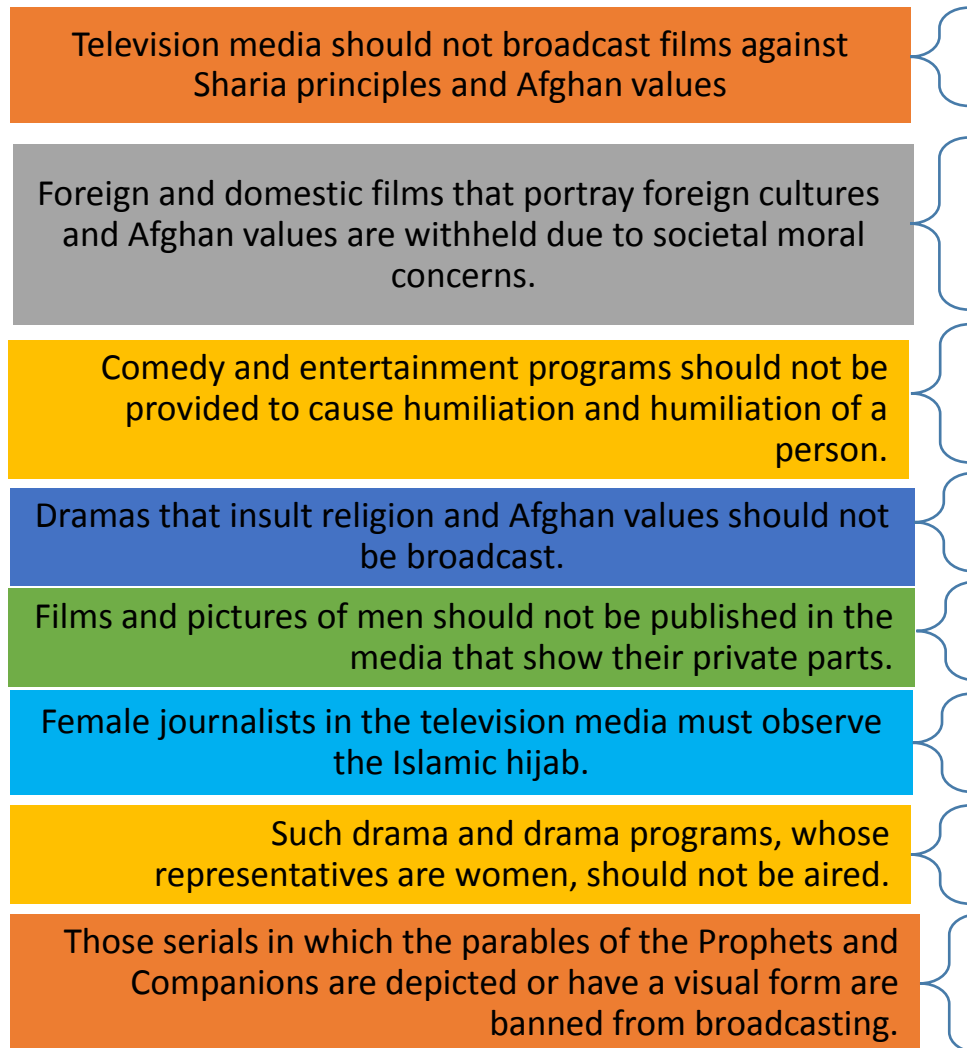 Television media should not broadcast films against
Sharia principles and Afghan values
Foreign and domestic films that portray foreign cultures
and Afghan values are withheld due to societal moral
concerns.
Comedy and entertainment programs should not be
provided to cause humiliation and humiliation of a
person.
Dramas that insult religion and Afghan values should not
be broadcast.
Films and pictures of men should not be published in the
media that show their private parts.
Female journalists in the television media must observe
the Islamic hijab.
Such drama and drama programs, whose
representatives are women, should not be aired.
Those serials in which the parables of the Prophets and
Companions are depicted or have a visual form are
banned from broadcasting.